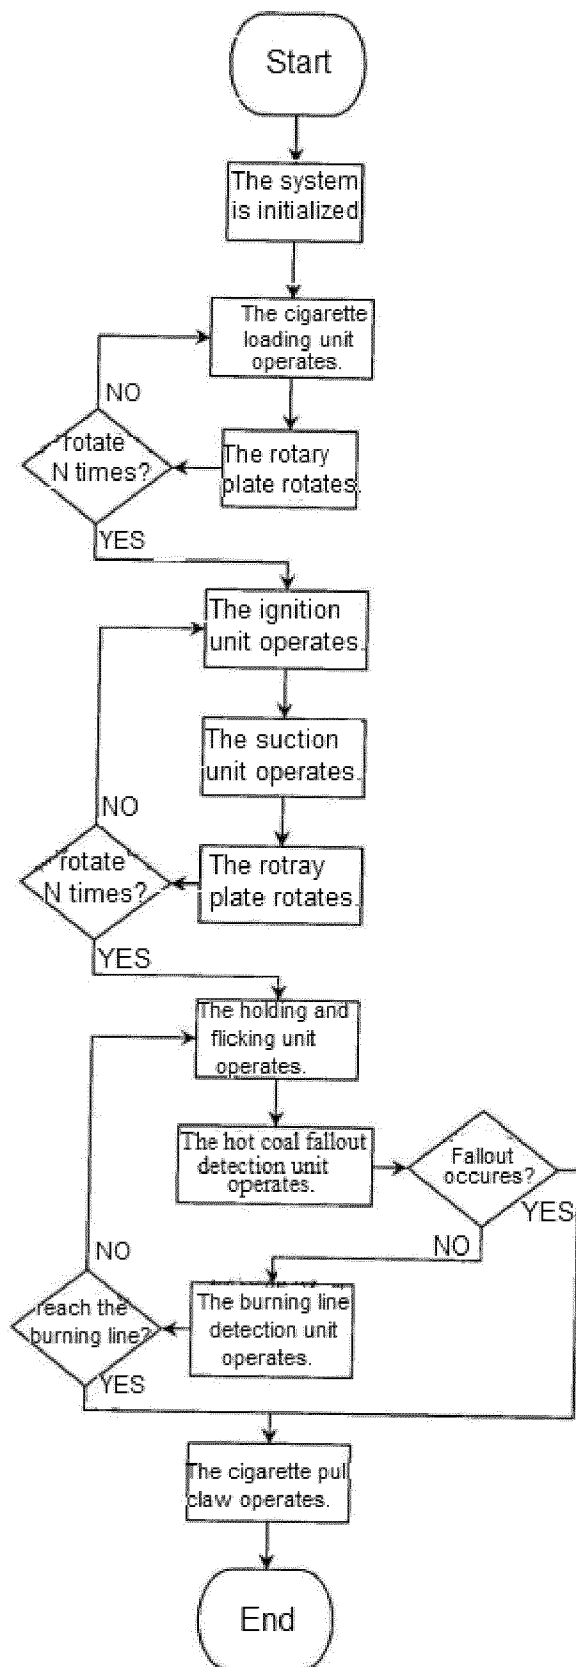 Start
The system
is initialized
The cigarette
loading unit
operates.
NO
rotate
N times?
The rotary
plate rotates.
YES
The ignition
unit operates.
The suction
unit operates.
NO
rotate
N times?
The rotray
plate rotates.
YES
The holding and
flicking unit
operates.
The hot coal fallout
detection unit
operates.
Fallout
occures?
YES
NO
NO
The burning line
detection unit
operates.
reach the
burning line?
YES
The cigarette pul
claw operates.
End